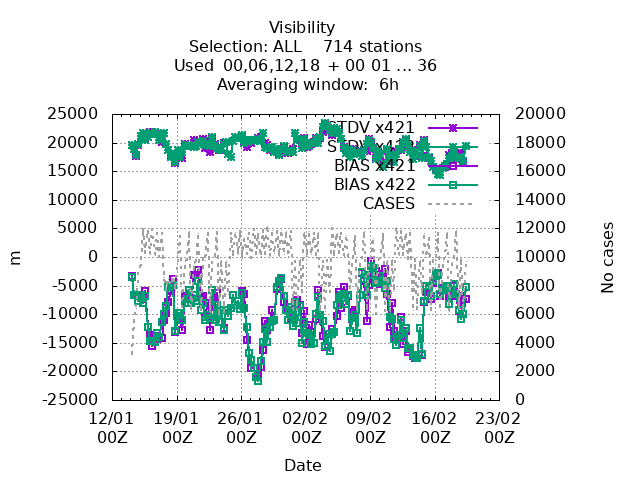 Visibility
Selection: ALL    714 stations
Used  00,06,12,18  + 00 01 ... 36
Averaging window:  6h
25000
20000
15000
10000
5000
0
-5000
-10000
-15000
-20000
-25000
20000
18000
16000
14000
12000
10000
8000
6000
4000
2000
0
STDV x421
STDV x422
BIAS x421
BIAS x422
CASES
m
No cases
12/01 00Z
19/01 00Z
26/01 00Z
02/02 00Z
09/02 00Z
16/02 00Z
23/02 00Z
Date